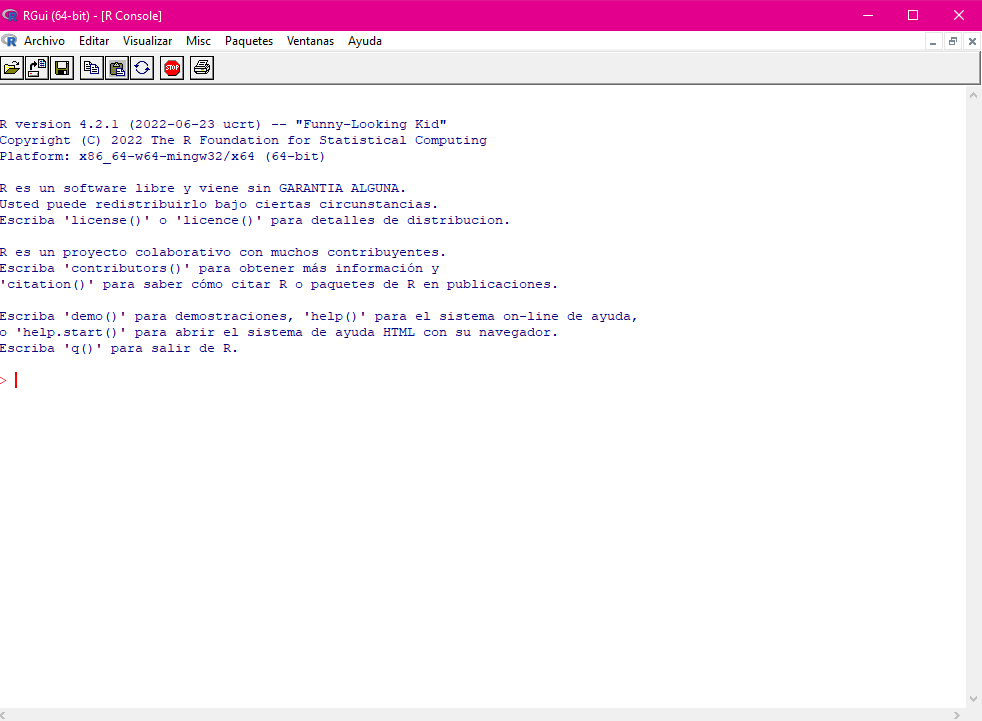 RGui (64-bit) - [R Console]
Archivo Editar Visualizar Misc Paquetes Ventanas Ayuda
STOP
R version 4.2.1 (2022-06-23 ucrt) -- "Funny-Looking Kid"
Copyright (C) 2022 The R Foundation for Statistical Computing
Platform: x86_64-w64-mingw32/x64 (64-bit)
R es un software libre y viene sin GARANTIA ALGUNA.
Usted puede redistribuirlo bajo ciertas circunstancias.
Escriba 'license()' o 'licence()' para detalles de distribucion.
R es un proyecto colaborativo con muchos contribuyentes.
Escriba 'contributors()' para obtener más información y
'citation()' para saber cómo citar R o paquetes de R en publicaciones.
Escriba 'demo()' para demostraciones, 'help()' para el sistema on-line de ayuda,
o 'help.start()' para abrir el sistema de ayuda HTML con su navegador.
Escriba 'q()' para salir de R.
>